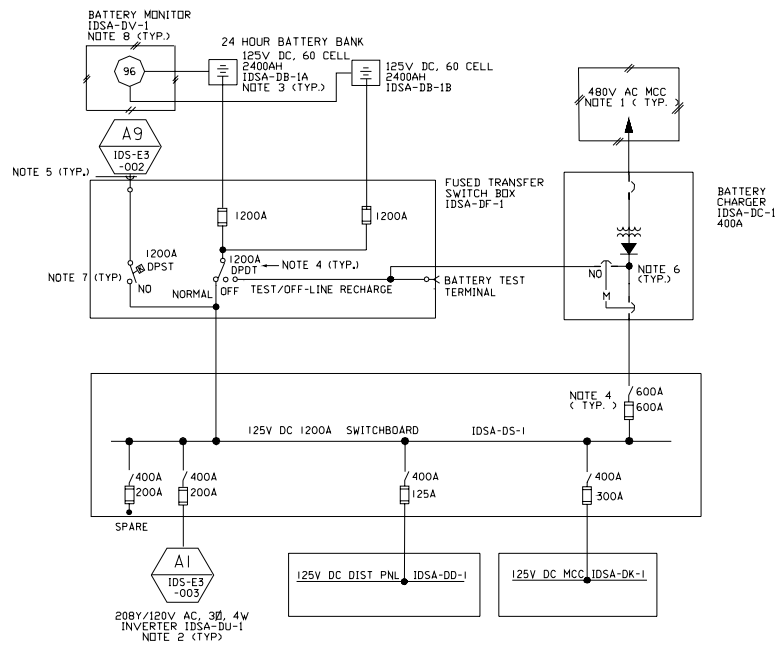 BATTERY MONITOR
IDSA-DV-1
NOTE 8 (TYP.)
96
24 HOUR BATTERY BANK
125V DC, 60 CELL
2400AH
IDSA-DB-1A
NOTE 3 (TYP.)
125V DC, 60 CELL
2400AH
IDSA-DB-1B
480V AC MCC
NOTE 1 ( TYP. )
A9
IDS-E3
-002
NOTE 5 (TYP.)
FUSED TRANSFER
SWITCH BOX
IDSA-DF-1
BATTERY
CHARGER
IDSA-DC-1
400A
1200A
1200A
1200A
DPST
NOTE 7 (TYP)
NO
1200A
DPDT
NOTE 4 (TYP.)
NORMAL
OFF
TEST/OFF-LINE RECHARGE
BATTERY TEST
TERMINAL
NO
NOTE 6
(TYP.)
M
NOTE 4
( TYP. )
600A
600A
125V DC 1200A SWITCHBOARD IDSA-DS-1
400A
200A
400A
200A
400A
125A
400A
300A
SPARE
A1
IDS-E3
-003
125V DC DIST PNL IDSA-DD-1
125V DC MCC IDSA-DK-1
208Y/120V AC, 3Ø, 4W
INVERTER IDSA-DU-1
NOTE 2 (TYP)